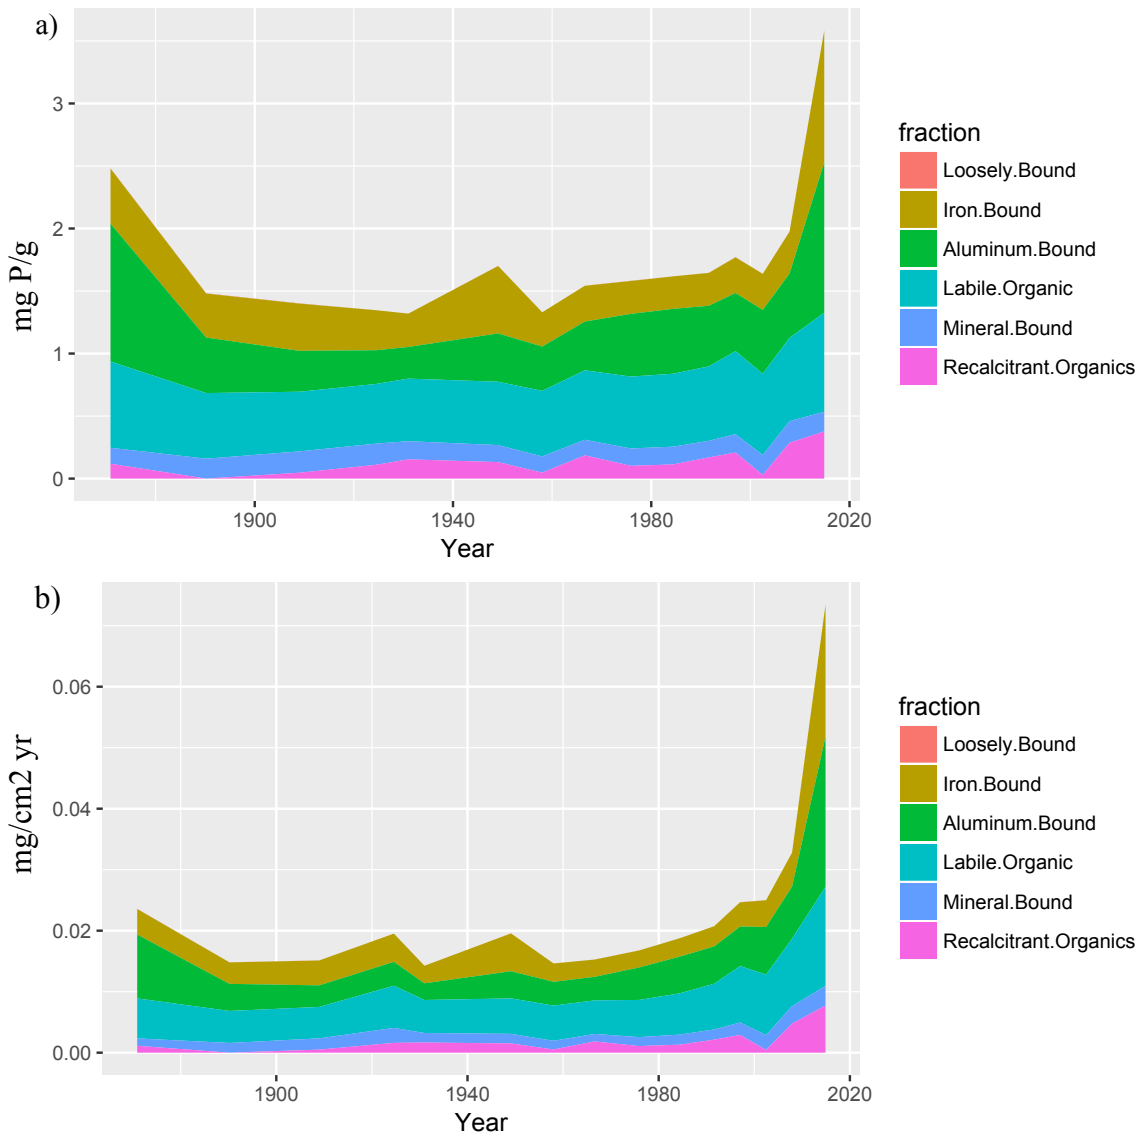 a)
3
2
1
0
mg P/g
1900 1940 1980 2020
Year
fraction
Loosely.Bound
Iron.Bound
Aluminum.Bound
Labile.Organic
Mineral.Bound
Recalcitrant.Organics
b)
0.06
0.04
0.02
0.00
mg/cm2 yr
1900 1940 1980 2020
Year
fraction
Loosely.Bound
Iron.Bound
Aluminum.Bound
Labile.Organic
Mineral.Bound
Recalcitrant.Organics